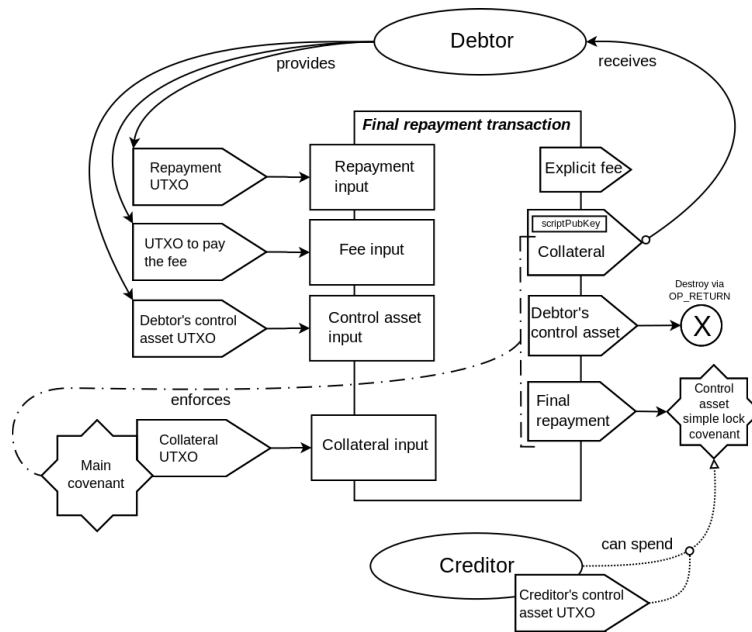 Debtor
provides
receives
Final repayment transaction
Repayment
UTXO
Repayment
input
Explicit fee
UTXO to pay
the fee
Fee input
scriptPubKey
Collateral
Debtor's control
asset UTXO
Control asset
input
Debtor's
control asset
Destroy via
OP_RETURN
X
enforces
Main
covenant
Collateral
UTXO
Collateral input
Final
repayment
Control
asset
simple lock
covenant
can spend
Creditor
Creditor's control
asset UTXO